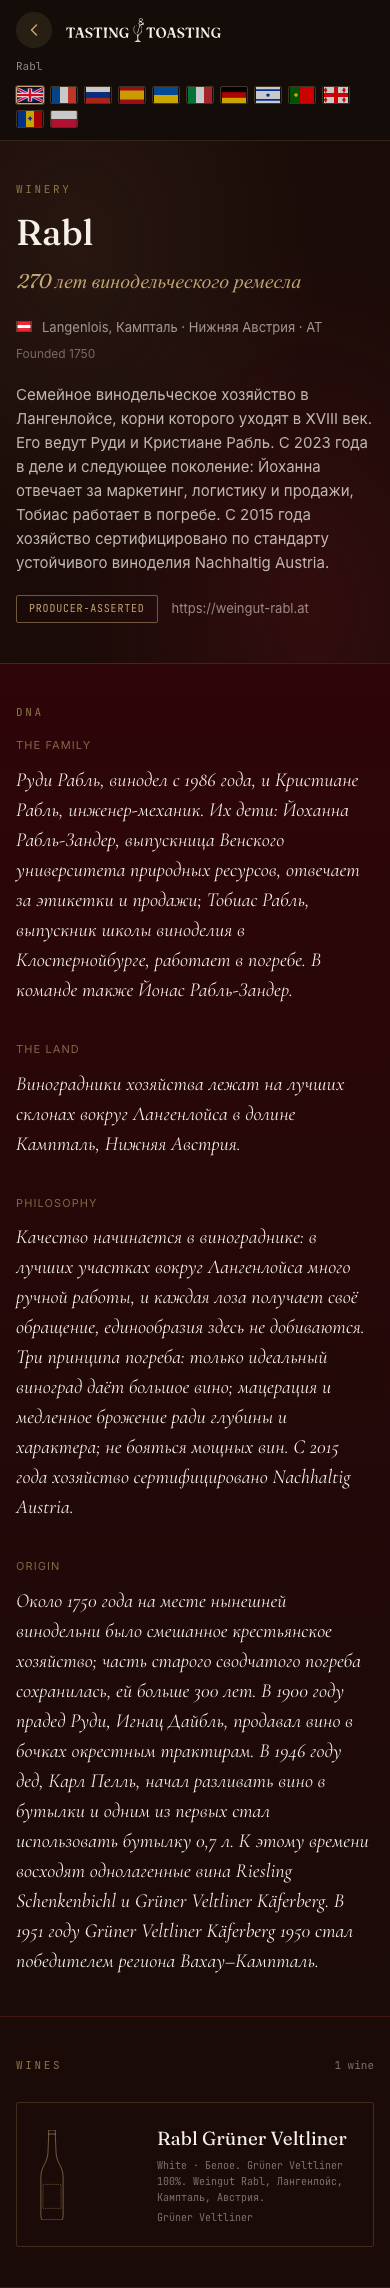 TASTING TOASTING
Rabl
WINERY
Rabl
270 лет винодельческого ремесла
Langenlois, Кампталь · Нижняя Австрия · AT
Founded 1750
Семейное винодельческое хозяйство в
Лангенлойсе, корни которого уходят в XVIII век.
Его ведут Руди и Кристиане Рабль. С 2023 года
в деле и следующее поколение: Йоханна
отвечает за маркетинг, логистику и продажи,
Тобиас работает в погребе. С 2015 года
хозяйство сертифицировано по стандарту
устойчивого виноделия Nachhaltig Austria.
PRODUCER-ASSERTED https://weingut-rabl.at
DNA
THE FAMILY
Руди Рабль, винодел с 1986 года, и Кристиане
Рабль, инженер-механик. Их дети: Йоханна
Рабль-Зандер, выпускница Венского
университета природных ресурсов, отвечает
за этикетки и продажи; Тобиас Рабль,
выпускник школы виноделия в
Клостернойбурге, работает в погребе. В
команде также Йонас Рабль-Зандер.
THE LAND
Виноградники хозяйства лежат на лучших
склонах вокруг Лангенлойса в долине
Кампталь, Нижняя Австрия.
PHILOSOPHY
Качество начинается в винограднике: в
лучших участках вокруг Лангенлойса много
ручной работы, и каждая лоза получает своё
обращение, единообразия здесь не добиваются.
Три принципа погреба: только идеальный
виноград даёт большое вино; мацерация и
медленное брожение ради глубины и
характера; не бояться мощных вин. С 2015
года хозяйство сертифицировано Nachhaltig
Austria.
ORIGIN
Около 1750 года на месте нынешней
винодельни было смешанное крестьянское
хозяйство; часть старого сводчатого погреба
сохранилась, ей больше 300 лет. В 1900 году
прадед Руди, Игнац Дайбль, продавал вино в
бочках окрестным трактирам. В 1946 году
дед, Карл Пелль, начал разливать вино в
бутылки и одним из первых стал
использовать бутылку 0,7 л. К этому времени
восходят однолагенные вина Riesling
Schenkenbichl и Grüner Veltliner Käferberg. В
1951 году Grüner Veltliner Käferberg 1950 стал
победителем региона Вахау–Кампталь.
WINES 1 wine
Rabl Grüner Veltliner
White · Белое. Grüner Veltliner
100%. Weingut Rabl, Лангенлойс,
Кампталь, Австрия.
Grüner Veltliner